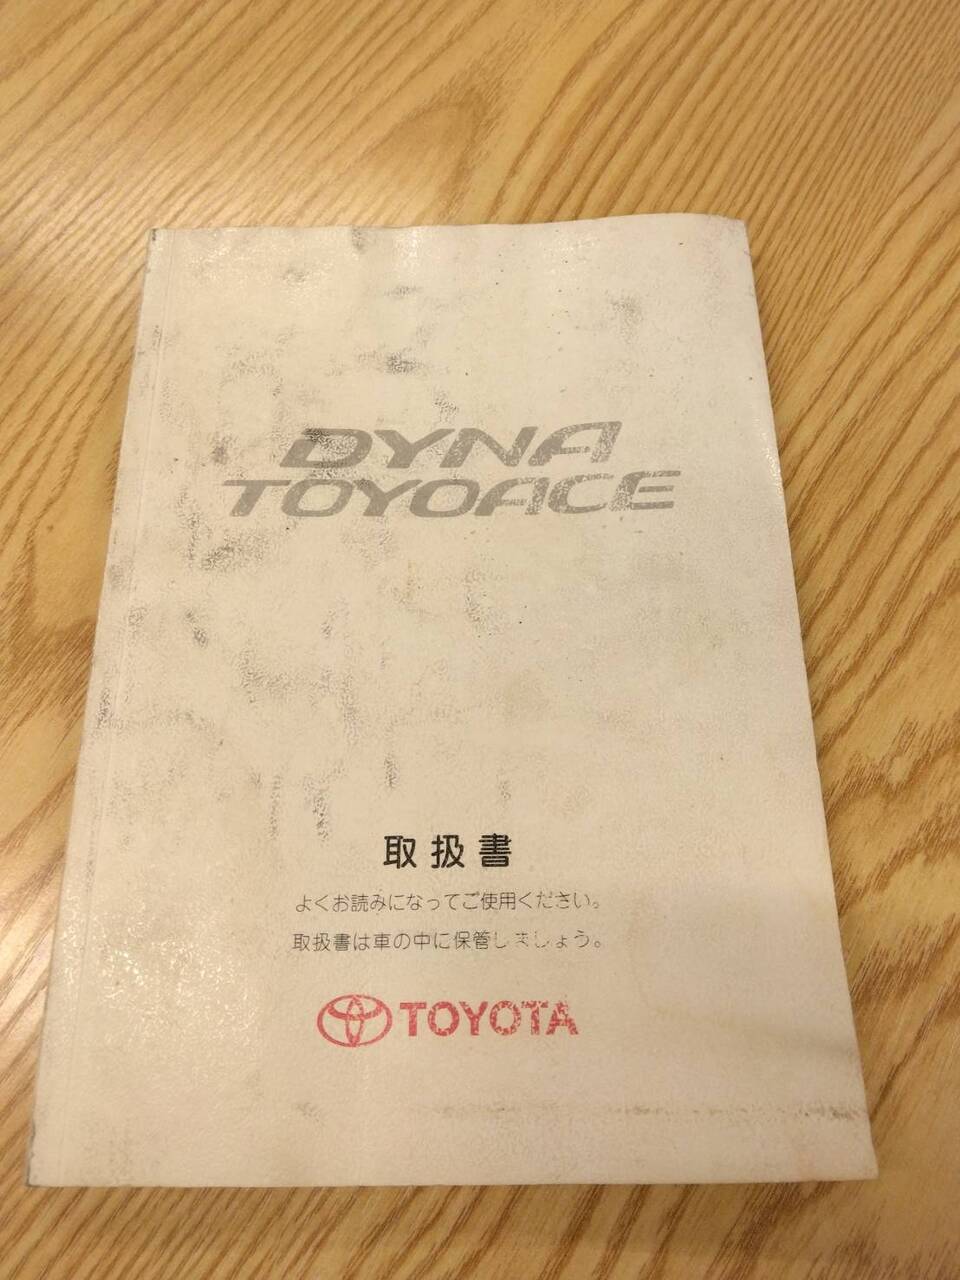 DYNA
TOYOACE
取扱書
よくお読みになってご使用ください。
取扱書は車の中に保管しましょう。
TOYOTA